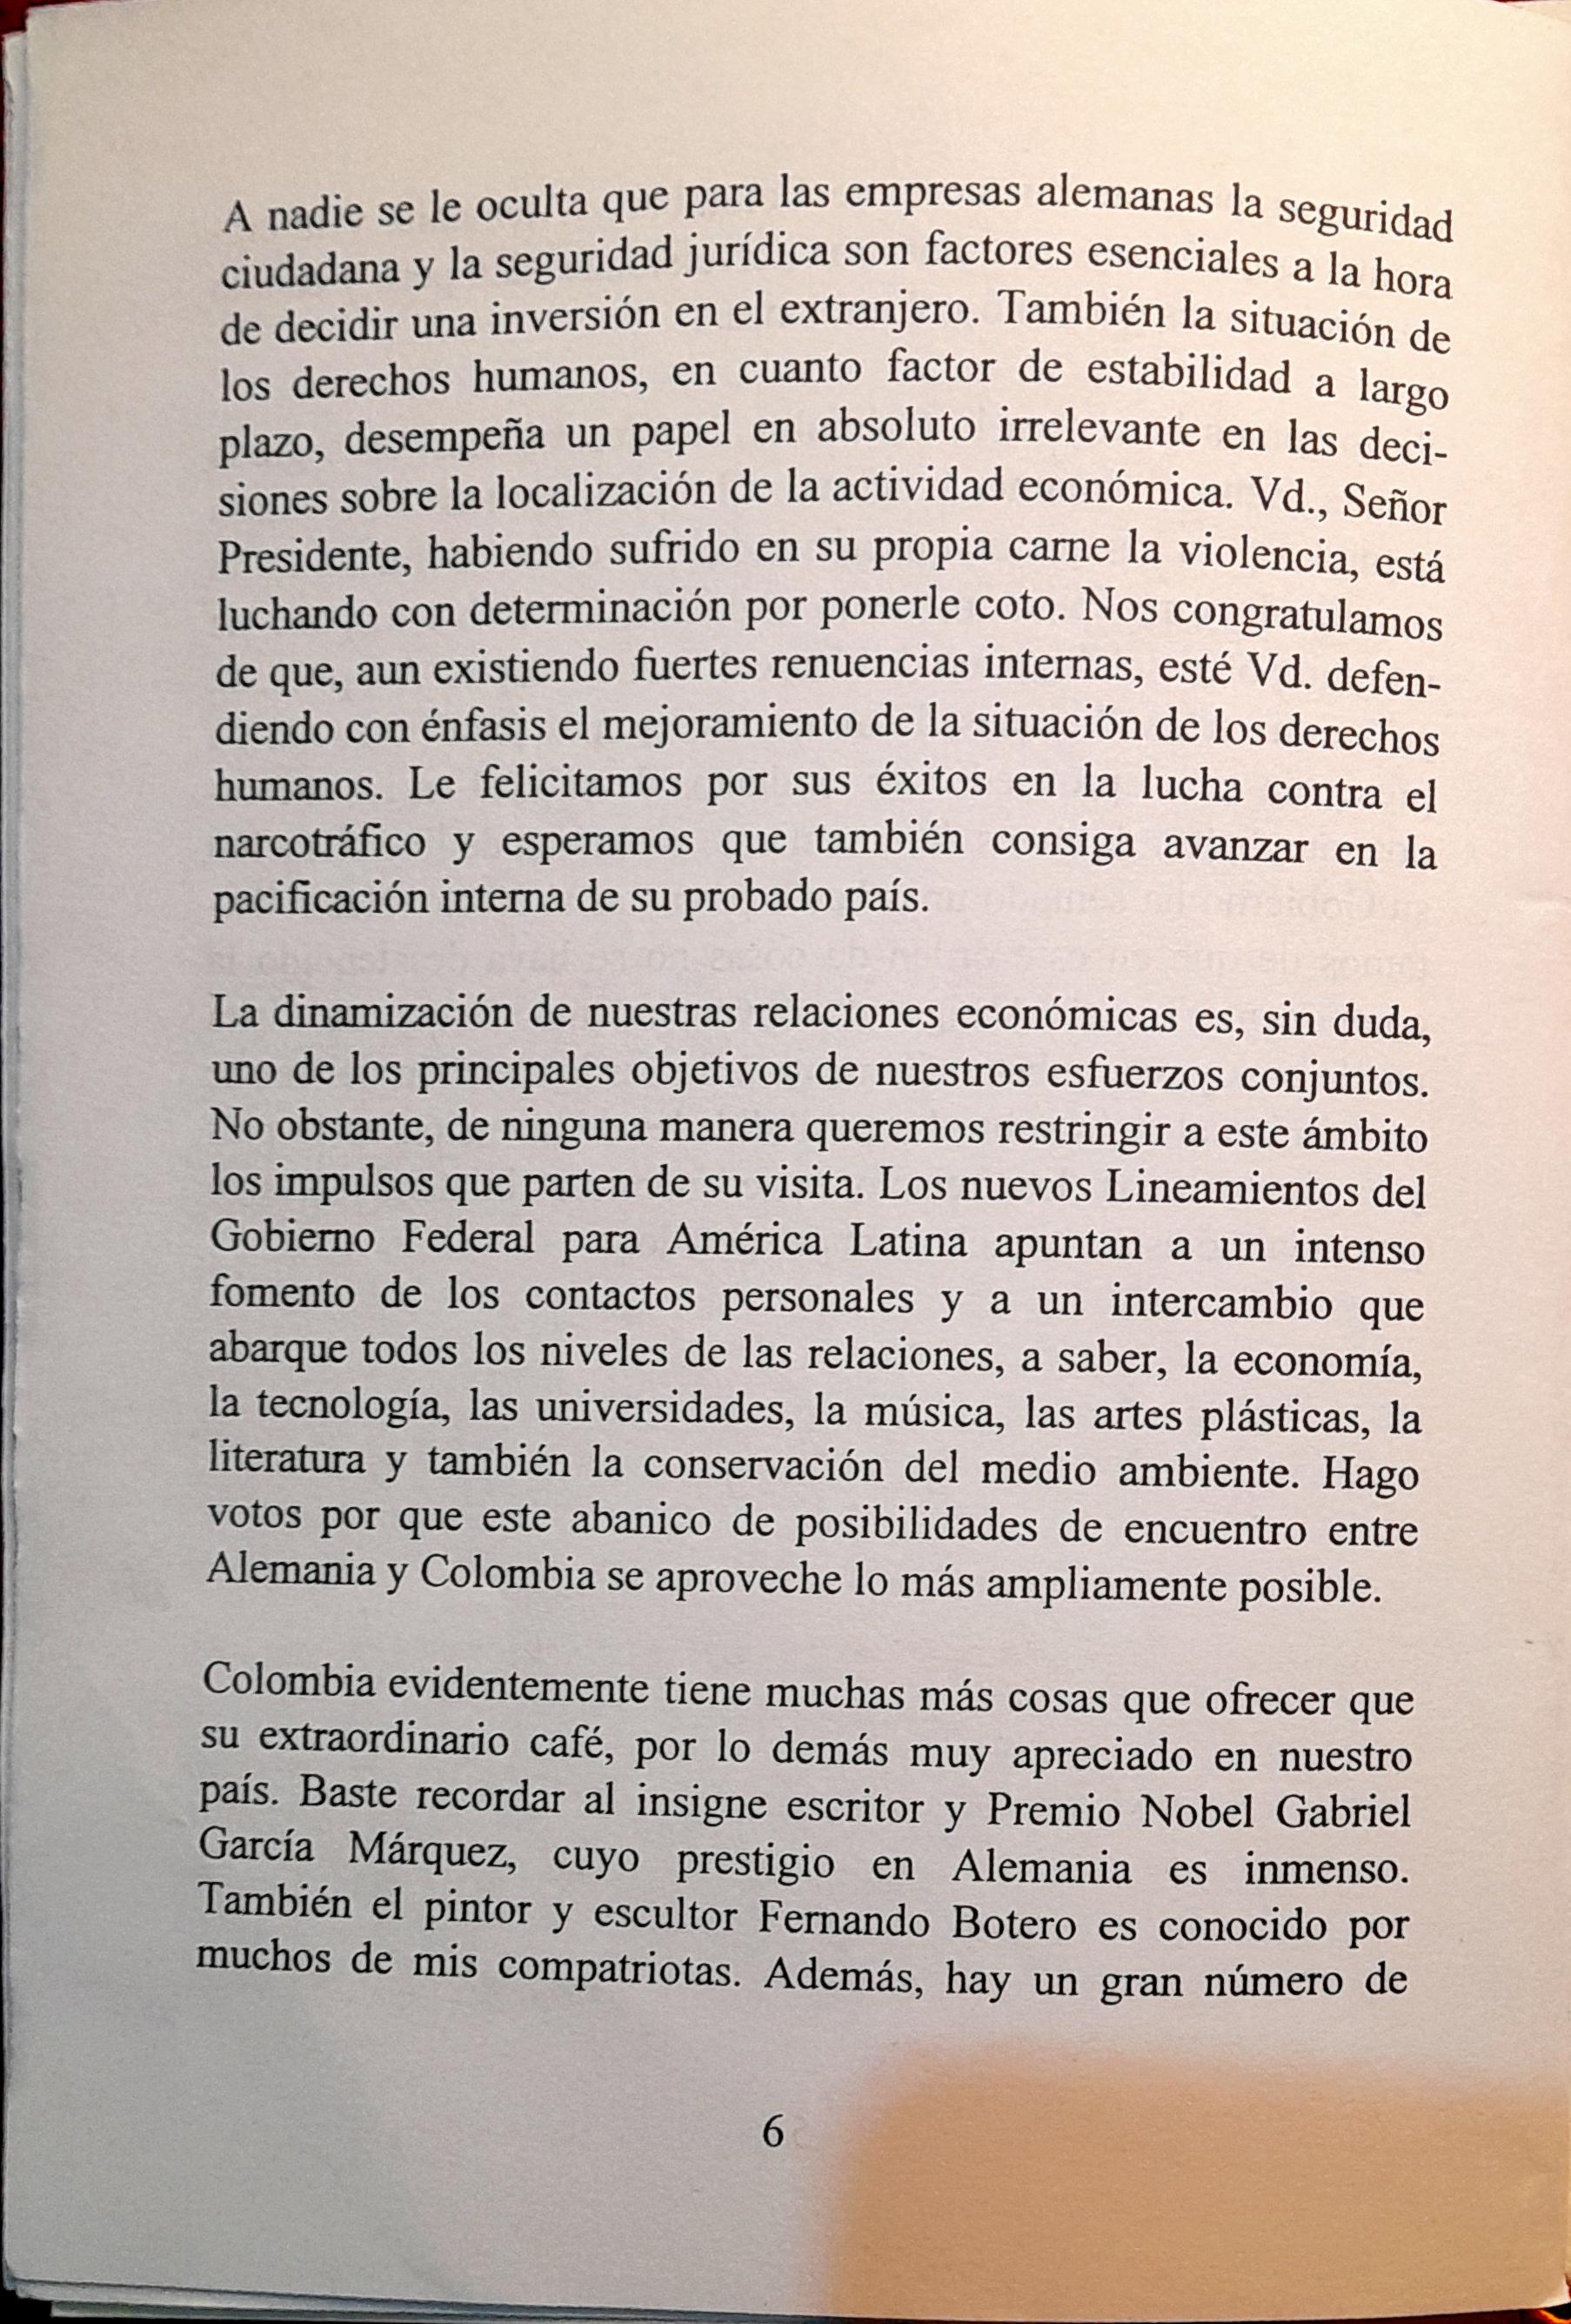 A nadie se le oculta que para las empresas alemanas la seguridad
ciudadana y la seguridad jurídica son factores esenciales a la hora
de decidir una inversión en el extranjero. También la situación de
los derechos humanos, en cuanto factor de estabilidad a largo
plazo, desempeña un papel en absoluto irrelevante en las deci-
siones sobre la localización de la actividad económica. Vd., Señor
Presidente, habiendo sufrido en su propia carne la violencia, está
luchando con determinación por ponerle coto. Nos congratulamos
de que, aun existiendo fuertes renuencias internas, esté Vd. defen-
diendo con énfasis el mejoramiento de la situación de los derechos
humanos. Le felicitamos por sus éxitos en la lucha contra el
narcotráfico y esperamos que también consiga avanzar en la
pacificación interna de su probado país.
La dinamización de nuestras relaciones económicas es, sin duda,
uno de los principales objetivos de nuestros esfuerzos conjuntos.
No obstante, de ninguna manera queremos restringir a este ámbito
los impulsos que parten de su visita. Los nuevos Lineamientos del
Gobierno Federal para América Latina apuntan a un intenso
fomento de los contactos personales y a un intercambio que
abarque todos los niveles de las relaciones, a saber, la economía,
la tecnología, las universidades, la música, las artes plásticas, la
literatura y también la conservación del medio ambiente. Hago
votos por que este abanico de posibilidades de encuentro entre
Alemania y Colombia se aproveche lo más ampliamente posible.
Colombia evidentemente tiene muchas más cosas que ofrecer que
su extraordinario café, por lo demás muy apreciado en nuestro
país. Baste recordar al insigne escritor y Premio Nobel Gabriel
García Márquez, cuyo prestigio en Alemania es inmenso.
También el pintor y escultor Fernando Botero es conocido por
muchos de mis compatriotas. Además, hay un gran número de
6